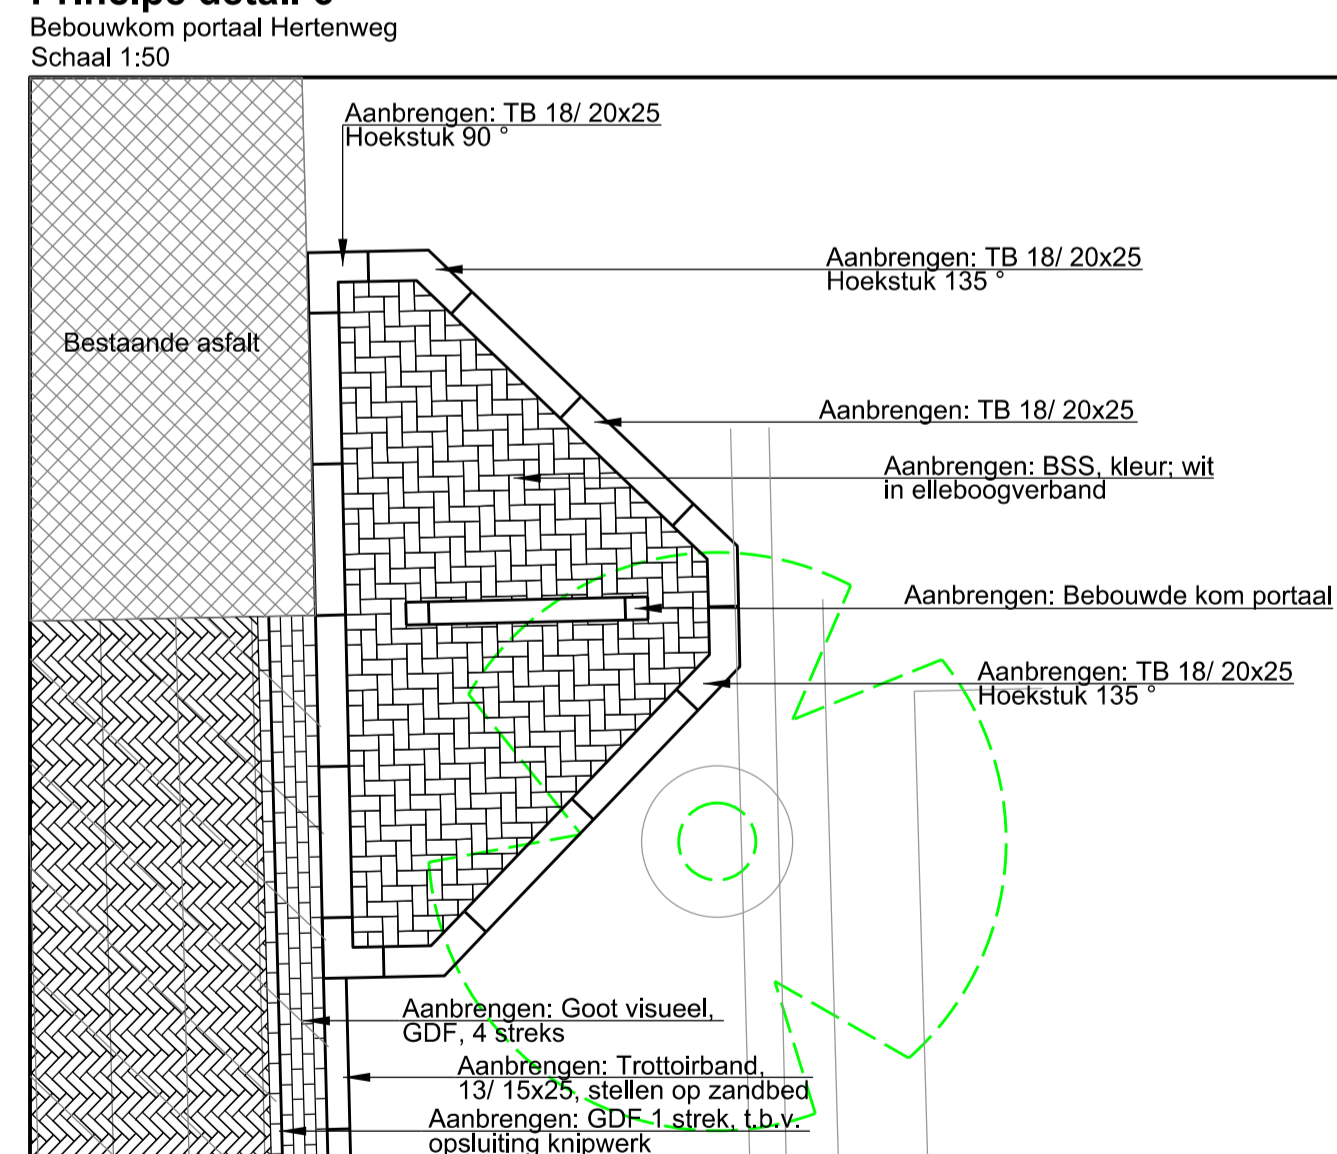 Bebouwkom portaal Hertenweg
Schaal 1:50
Aanbrengen: TB 18/ 20x25
Hoekstuk 90 °
Aanbrengen: TB 18/ 20x25
Hoekstuk 135 °
Bestaande asfalt
Aanbrengen: TB 18/ 20x25
Aanbrengen: BSS, kleur; wit
in elleboogverband
Aanbrengen: Bebouwde kom portaal
Aanbrengen: TB 18/ 20x25
Hoekstuk 135 °
Aanbrengen: Goot visueel,
GDF, 4 streks
Aanbrengen: Trottoirband,
13/ 15x25, stellen op zandbed
Aanbrengen: GDF 1 strek, t.b.v.
opsluiting knipwerk